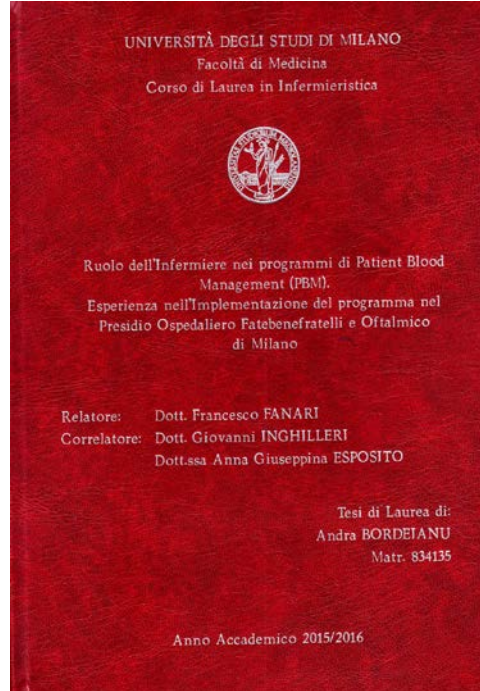 UNIVERSITÀ DEGLI STUDI DI MILANO
Facoltà di Medicina
Corso di Laurea in Infermieristica
Ruolo dell'Infermiere nei programmi di Patient Blood
Management (PBM).
Esperienza nell'Implementazione del programma nel
Presidio Ospedaliero Fatebenefratelli e Oftalmico
di Milano
Relatore: Dott. Francesco FANARI
Correlatore: Dott. Giovanni INGHILLERI
Dott.ssa Anna Giuseppina ESPOSITO
Tesi di Laurea di:
Andra BORDEIANU
Matr. 834135
Anno Accademico 2015/2016